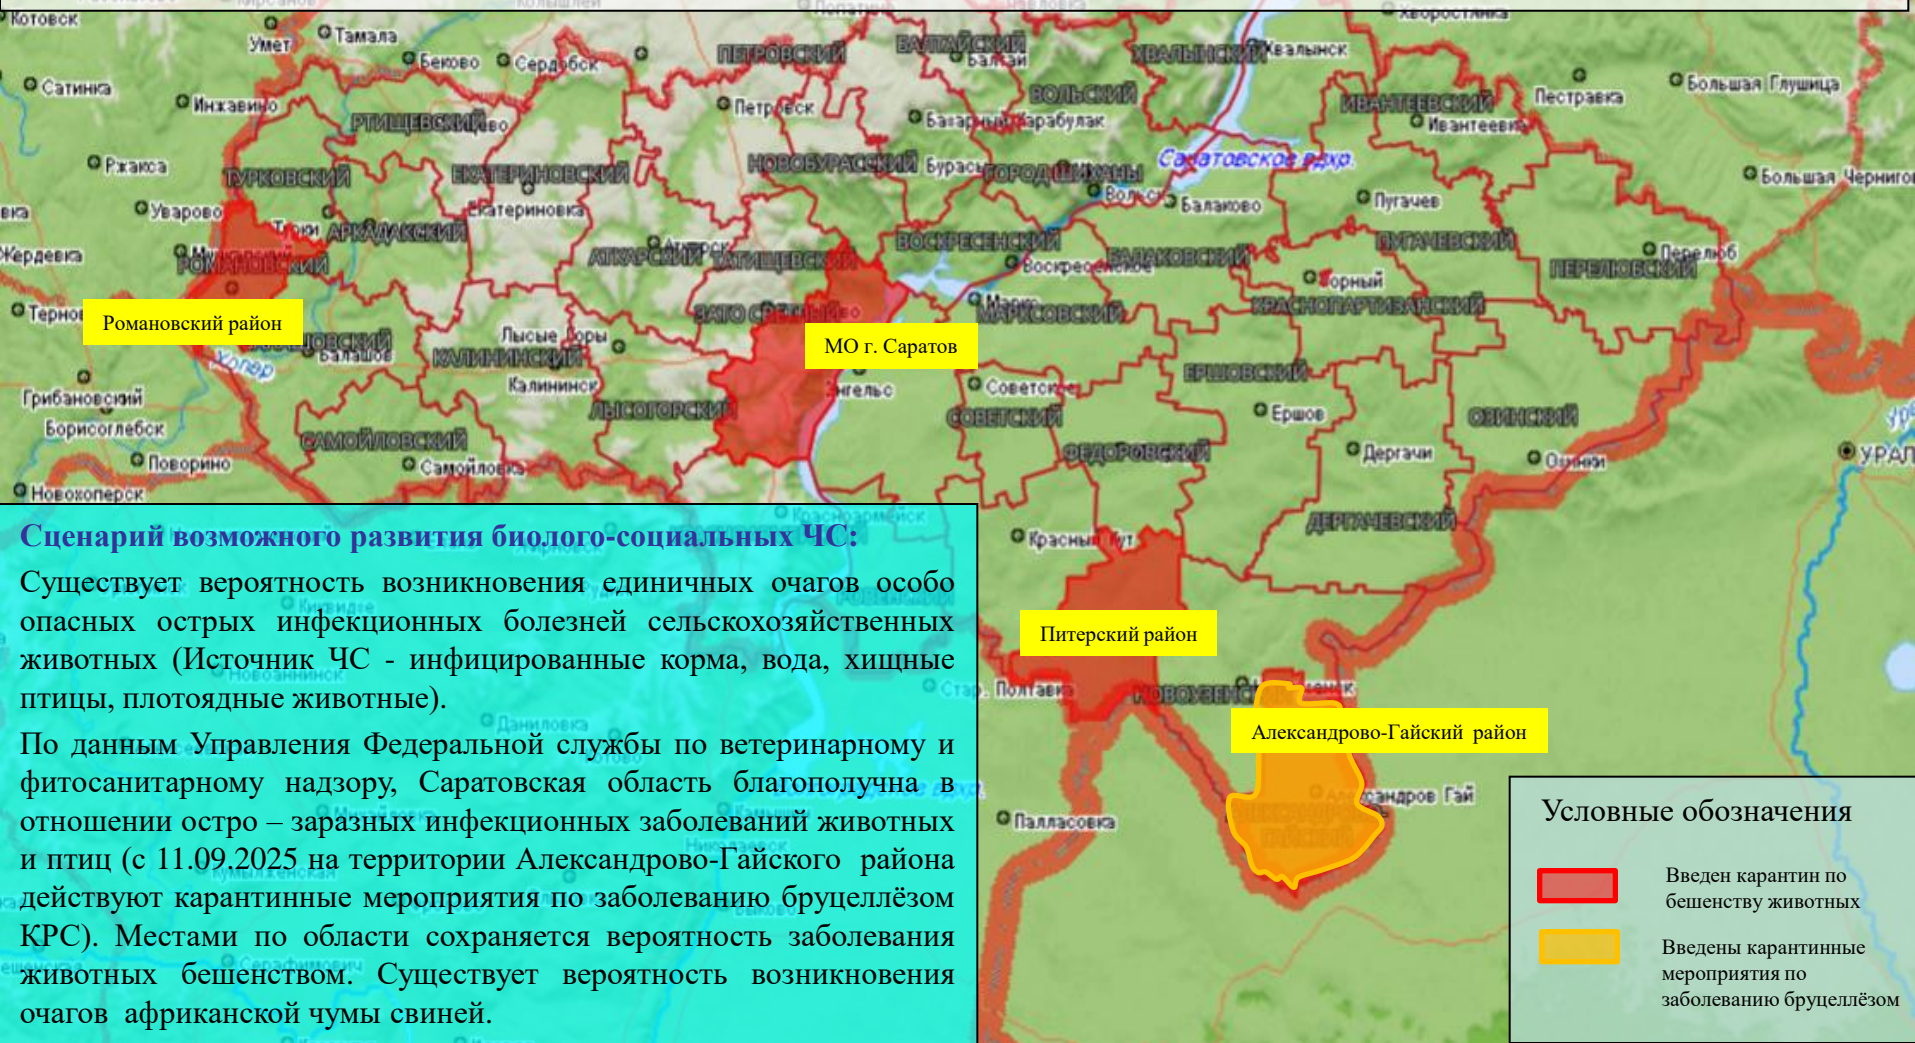 Котовск
Умет
Тамала
Беково
Сердобск
ПЕТРОВСКИЙ
БАЛТАЙСКИЙ
Балтай
ХВАЛЫНСКИЙ
Хвалынск
Хворостянка
Сатинка
Инжавино
РТИЩЕВСКИЙ
Петровск
ВОЛЬСКИЙ
Базарный Карабулак
ИВАНТЕЕВСКИЙ
Ивантеевка
Пестравка
Большая Глушица
Ржакса
ТУРКОВСКИЙ
ЕКАТЕРИНОВСКИЙ
Екатериновка
НОВОБУРАССКИЙ
Бурасы
ГОРОД ШИХАНЫ
Саратовское вдхр.
Вольск
Балаково
Пугачев
Большая Чернигов
Уварово
Турки
АРКАДАКСКИЙ
Жердевка
РОМАНОВСКИЙ
АТКАРСКИЙ
Аткарск
ТАТИЩЕВСКИЙ
ВОСКРЕСЕНСКИЙ
Воскресенское
БАЛАКОВСКИЙ
ПУГАЧЕВСКИЙ
Горный
ПЕРЕЛЮБСКИЙ
Перелюб
Романовский район
ЗАТО СВЕТЛЫЙ
Маркс
МАРКСОВСКИЙ
КРАСНОПАРТИЗАНСКИЙ
Балашов
Хопер
Лысые Горы
КАЛИНИНСКИЙ
Калининск
МО г. Саратов
Энгельс
Советское
СОВЕТСКИЙ
ЕРШОВСКИЙ
Ершов
ОЗИНСКИЙ
Озинки
Грибановский
Борисоглебск
Поворино
Новохоперск
САМОЙЛОВСКИЙ
Самойловка
ЛЫСОГОРСКИЙ
ФЕДОРОВСКИЙ
Дергачи
ДЕРГАЧЕВСКИЙ
УРАЛ
Сценарий возможного развития биолого-социальных ЧС:
Существует вероятность возникновения единичных очагов особо
опасных острых инфекционных болезней сельскохозяйственных
животных (Источник ЧС - инфицированные корма, вода, хищные
птицы, плотоядные животные).
По данным Управления Федеральной службы по ветеринарному и
фитосанитарному надзору, Саратовская область благополучна в
отношении остро – заразных инфекционных заболеваний животных
и птиц (с 11.09.2025 на территории Александрово-Гайского района
действуют карантинные мероприятия по заболеванию бруцеллёзом
КРС). Местами по области сохраняется вероятность заболевания
животных бешенством. Существует вероятность возникновения
очагов африканской чумы свиней.
Красноармейск
Красный Кут
Питерский район
Стар. Полтавка
Александрово-Гайский район
Александров Гай
Палласовка
Условные обозначения
Введен карантин по
бешенству животных
Введены карантинные
мероприятия по
заболеванию бруцеллёзом